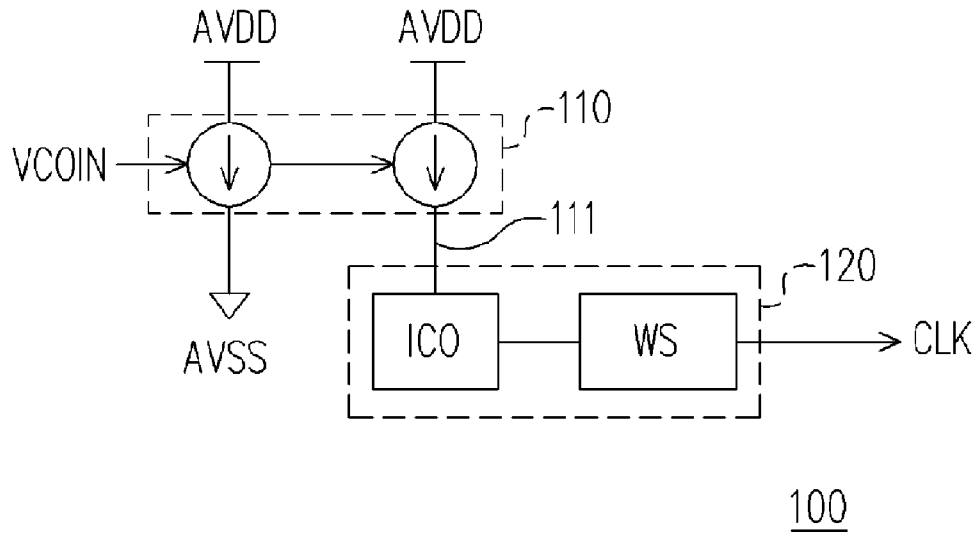 AVDD AVDD
110
VCOIN
111
120
ICO WS CLK
AVSS
100